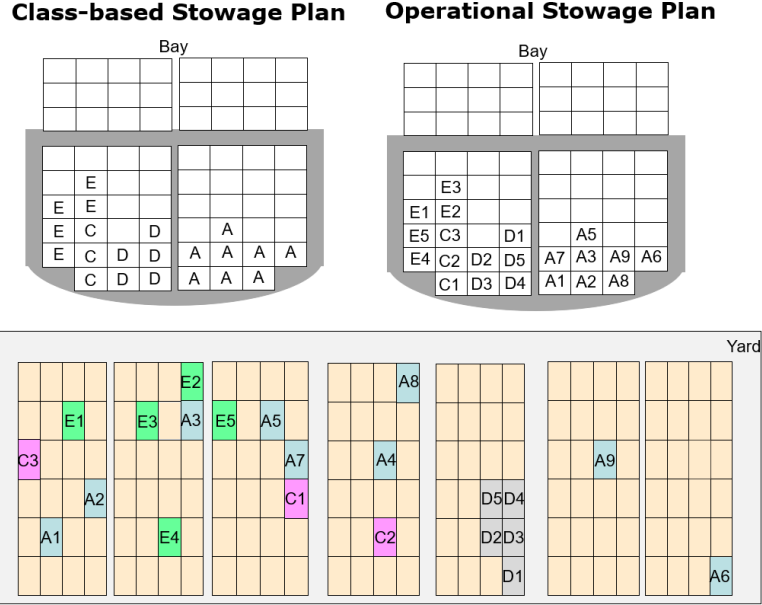 Class-based Stowage Plan
Operational Stowage Plan
Bay
E
E E
E C D A
E C D D A A A A
C D D A A A
Bay
E3
E1 E2
E5 C3 D1 A5
E4 C2 D2 D5 A7 A3 A9 A6
C1 D3 D4 A1 A2 A8
Yard
E2 A8
E1 E3 A3 E5 A5
C3 A7 A4 A9
A2 C1 D5 D4
A1 E4 C2 D2 D3
D1 A6